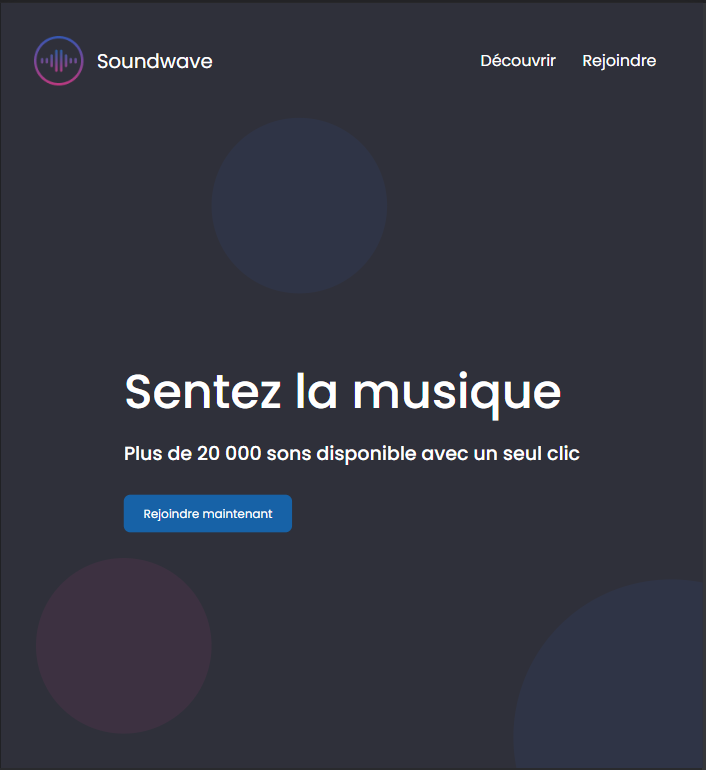 Soundwave
Découvrir Rejoindre
Sentez la musique
Plus de 20 000 sons disponible avec un seul clic
Rejoindre maintenant